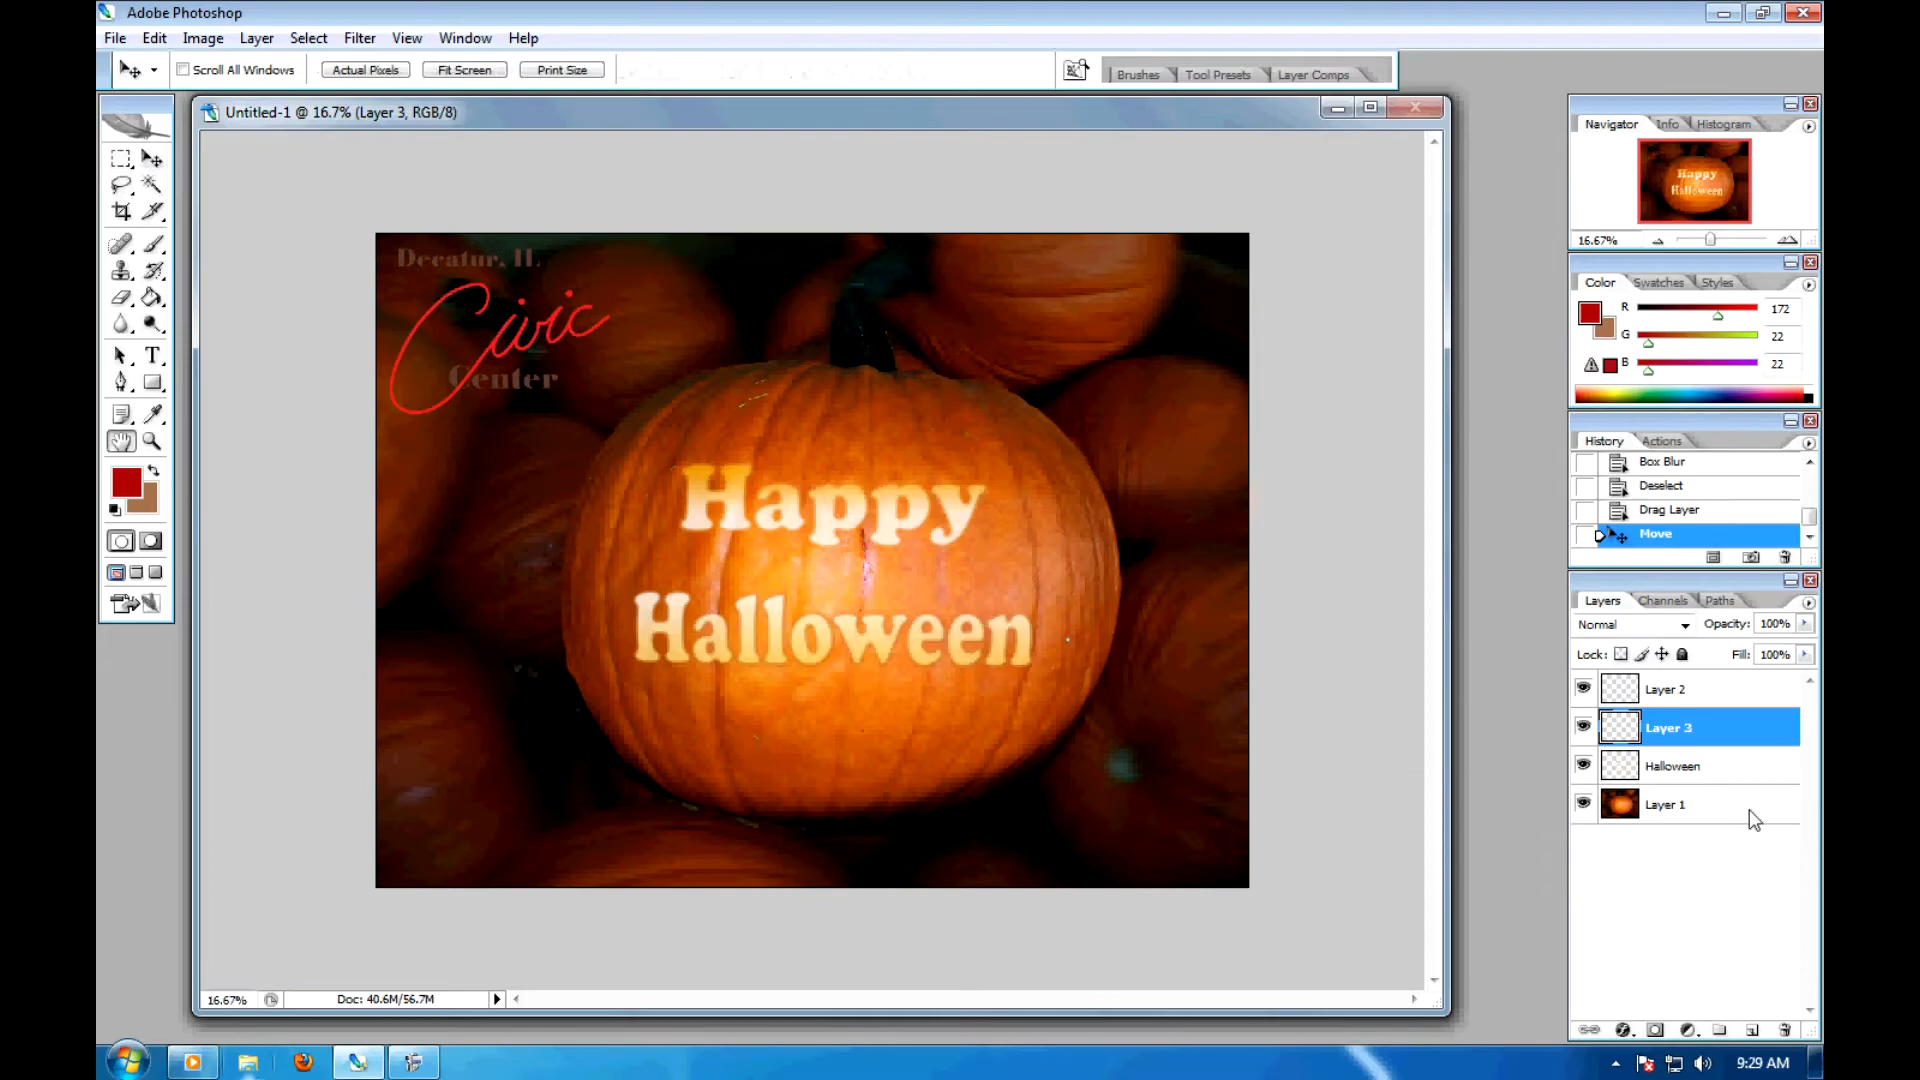 Adobe Photoshop
File Edit Image Layer Select Filter View Window Help
Scroll All Windows Actual Pixels Fit Screen Print Size Brushes Tool Presets Layer Comps
Untitled-1 @ 16.7% (Layer 3, RGB/8)
Navigator Info Histogram
Happy
Halloween
16.67%
Decatur, IL
Civic
Center
Happy
Halloween
Color Swatches Styles
R 172
G 22
B 22
History Actions
Box Blur
Deselect
Drag Layer
Move
Layers Channels Paths
Normal Opacity: 100%
Lock: Fill: 100%
Layer 2
Layer 3
Halloween
Layer 1
16.67% Doc: 40.6M/56.7M
9:29 AM